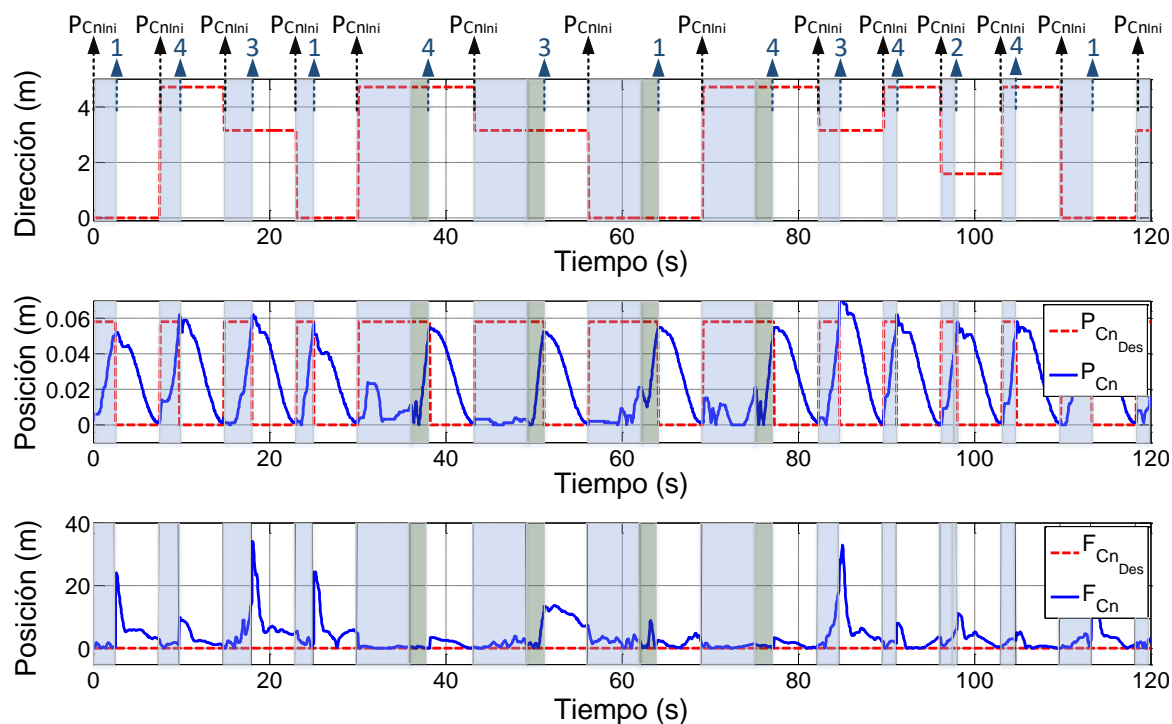 PCnIni PCnIni PCnIni PCnIni PCnIni PCnIni PCnIni PCnIni PCnIni PCnIni PCnIni PCnIni PCnIni PCnIni
1 4 3 1 4 3 1 4 3 4 2 4 1
Dirección (m)
4
2
0
0 20 40 60 80 100 120
Tiempo (s)
Posición (m)
0.06
0.04
0.02
0
PCnDes
PCn
0 20 40 60 80 100 120
Tiempo (s)
Posición (m)
40
20
0
FCnDes
FCn
0 20 40 60 80 100 120
Tiempo (s)